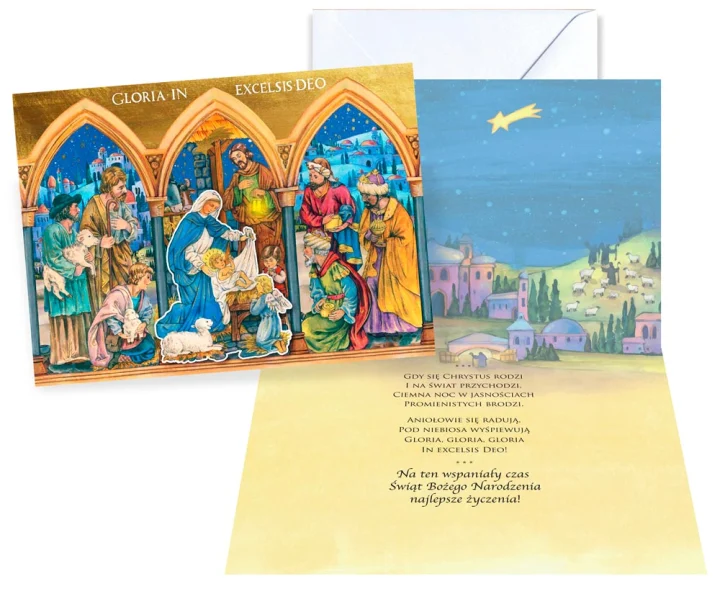 GLORIA·IN EXCELSIS·DEO
* * *
Gdy się Chrystus rodzi
I na świat przychodzi,
Ciemna noc w jasnościach
Promienistych brodzi.
Aniołowie się radują,
Pod niebiosa wyśpiewują
Gloria, gloria, gloria
In excelsis Deo!
* * *
Na ten wspaniały czas
Świąt Bożego Narodzenia
najlepsze życzenia!